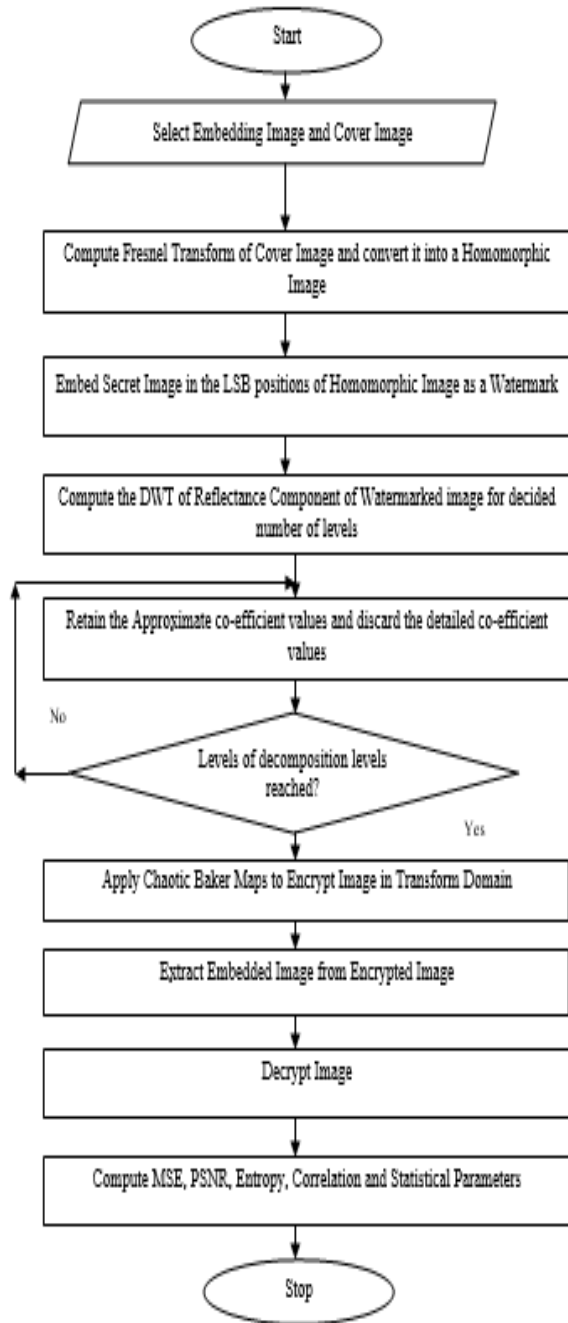 Start
Select Embedding Image and Cover Image
Compute Fresnel Transform of Cover Image and convert it into a Homomorphic
Image
Embed Secret Image in the LSB positions of Homomorphic Image as a Watermark
Compute the DWT of Reflectance Component of Watermarked image for decided
number of levels
Retain the Approximate co-efficient values and discard the detailed co-efficient
values
No
Levels of decomposition levels
reached?
Yes
Apply Chaotic Baker Maps to Encrypt Image in Transform Domain
Extract Embedded Image from Encrypted Image
Decrypt Image
Compute MSE, PSNR, Entropy, Correlation and Statistical Parameters
Stop